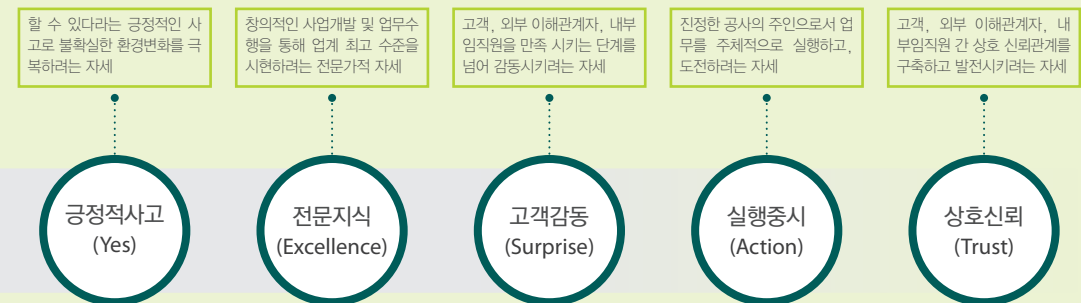 할 수 있다라는 긍정적인 사
고로 불확실한 환경변화를 극
복하려는 자세
창의적인 사업개발 및 업무수
행을 통해 업계 최고 수준을
시현하려는 전문가적 자세
고객, 외부 이해관계자, 내부
임직원을 만족 시키는 단계를
넘어 감동시키려는 자세
진정한 공사의 주인으로서 업
무를 주체적으로 실행하고,
도전하려는 자세
고객, 외부 이해관계자, 내
부임직원 간 상호 신뢰관계를
구축하고 발전시키려는 자세
긍정적사고
(Yes)
전문지식
(Excellence)
고객감동
(Surprise)
실행중시
(Action)
상호신뢰
(Trust)